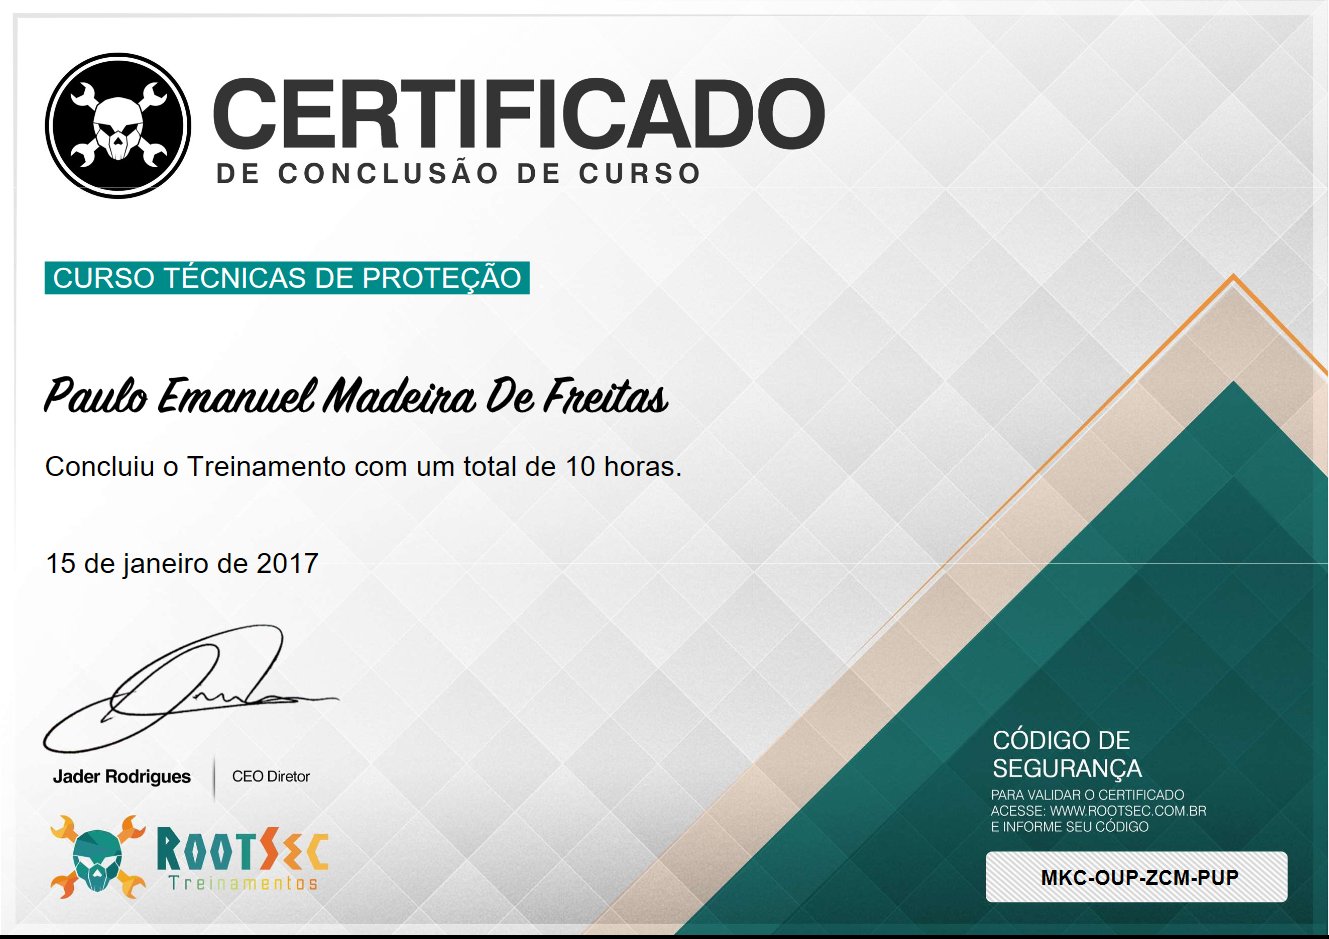 CERTIFICADO
DE CONCLUSÃO DE CURSO
CURSO TÉCNICAS DE PROTEÇÃO
Paulo Emanuel Madeira De Freitas
Concluiu o Treinamento com um total de 10 horas.
15 de janeiro de 2017
Jader Rodrigues
CEO Diretor
ROOTSEC
Treinamentos
CÓDIGO DE
SEGURANÇA
PARA VALIDAR O CERTIFICADO
ACESSE: WWW.ROOTSEC.COM.BR
E INFORME SEU CÓDIGO
MKC-OUP-ZCM-PUP